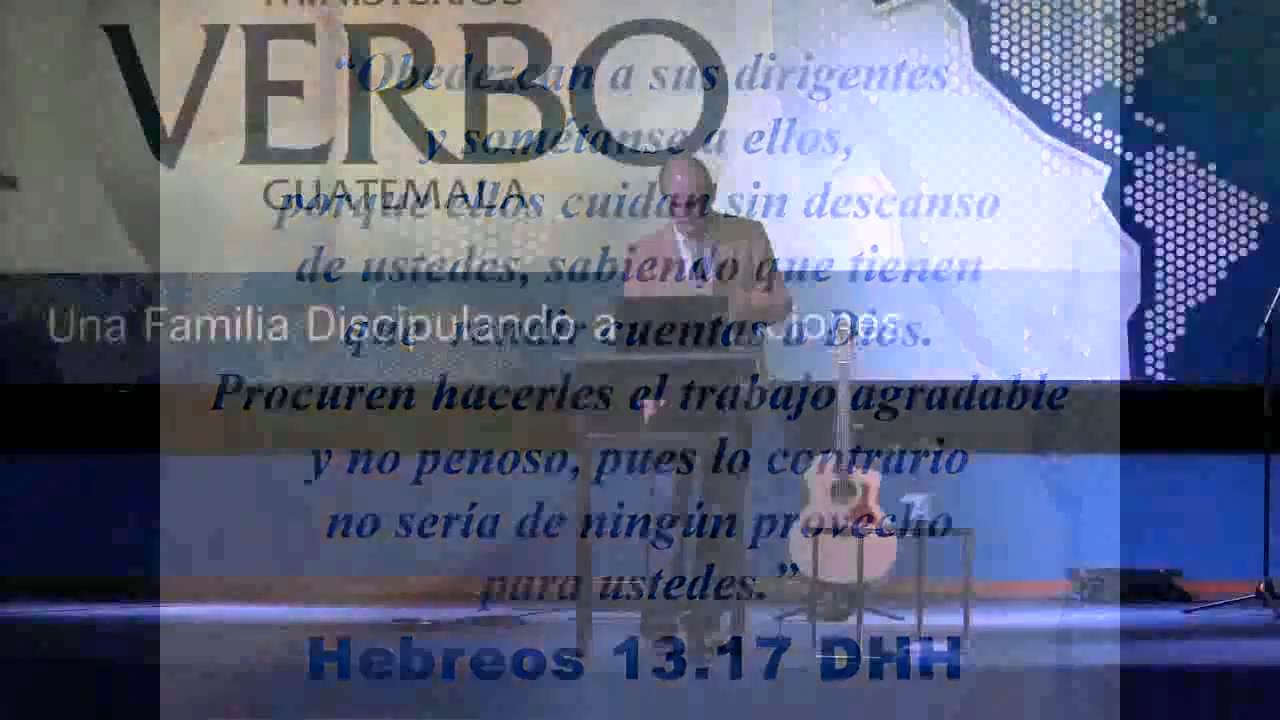 MINISTERIOS
VERBO
GUATEMALA
Una Familia Discipulando a
“Obedezcan a sus dirigentes
y sométanse a ellos,
porque ellos cuidan sin descanso
de ustedes, sabiendo que tienen
que rendir cuentas a Dios.
Procuren hacerles el trabajo agradable
y no penoso, pues lo contrario
no sería de ningún provecho
para ustedes.”
Hebreos 13.17 DHH